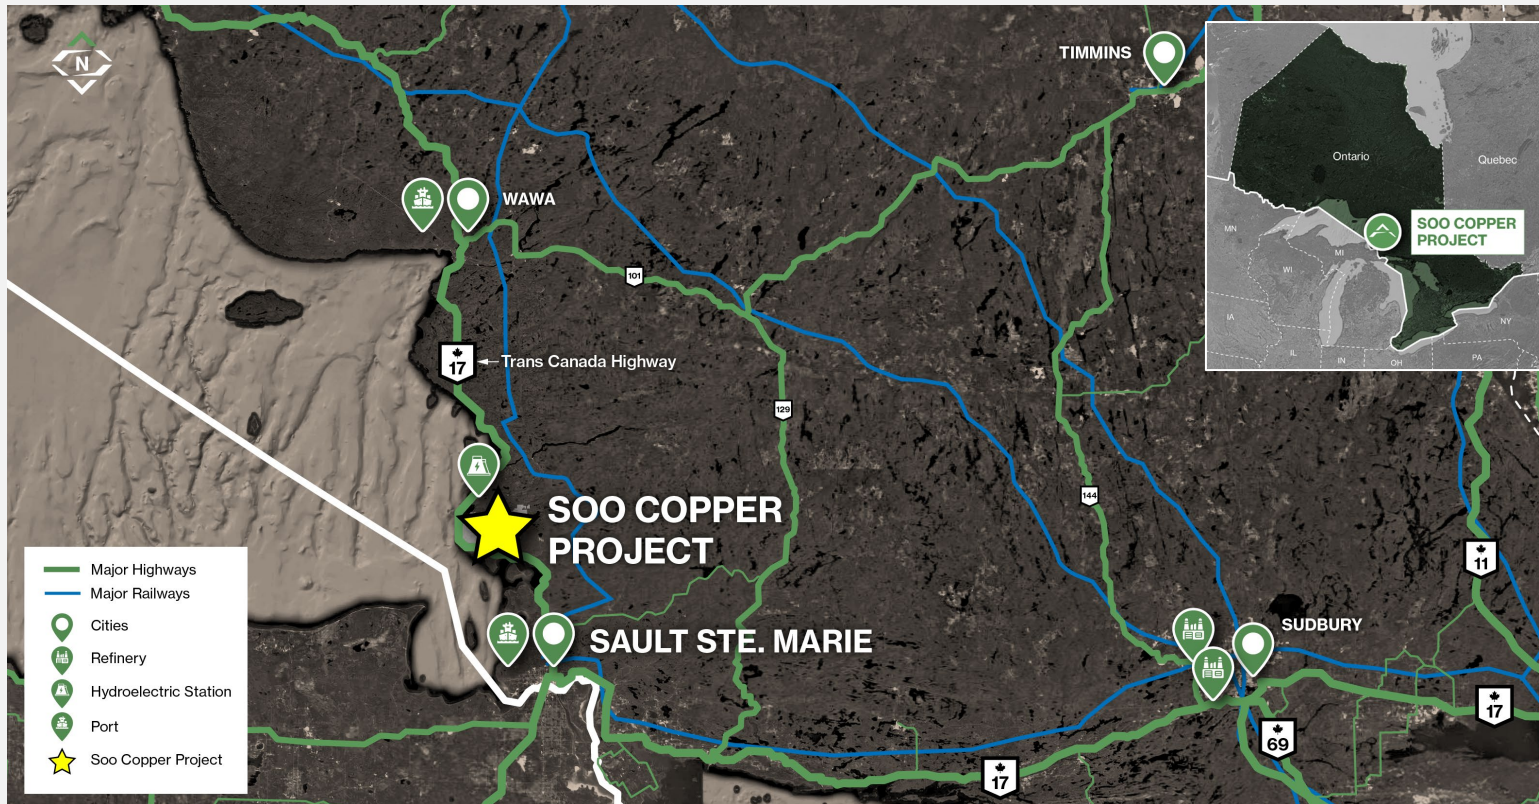 N
TIMMINS
WAWA
101
17
Trans Canada Highway
129
144
SOO COPPER
PROJECT
SAULT STE. MARIE
SUDBURY
11
17
69
17
Major Highways
Major Railways
Cities
Refinery
Hydroelectric Station
Port
Soo Copper Project
Ontario
Quebec
SOO COPPER
PROJECT
MN
WI
MI
IA
IL
IN
OH
PA
NY